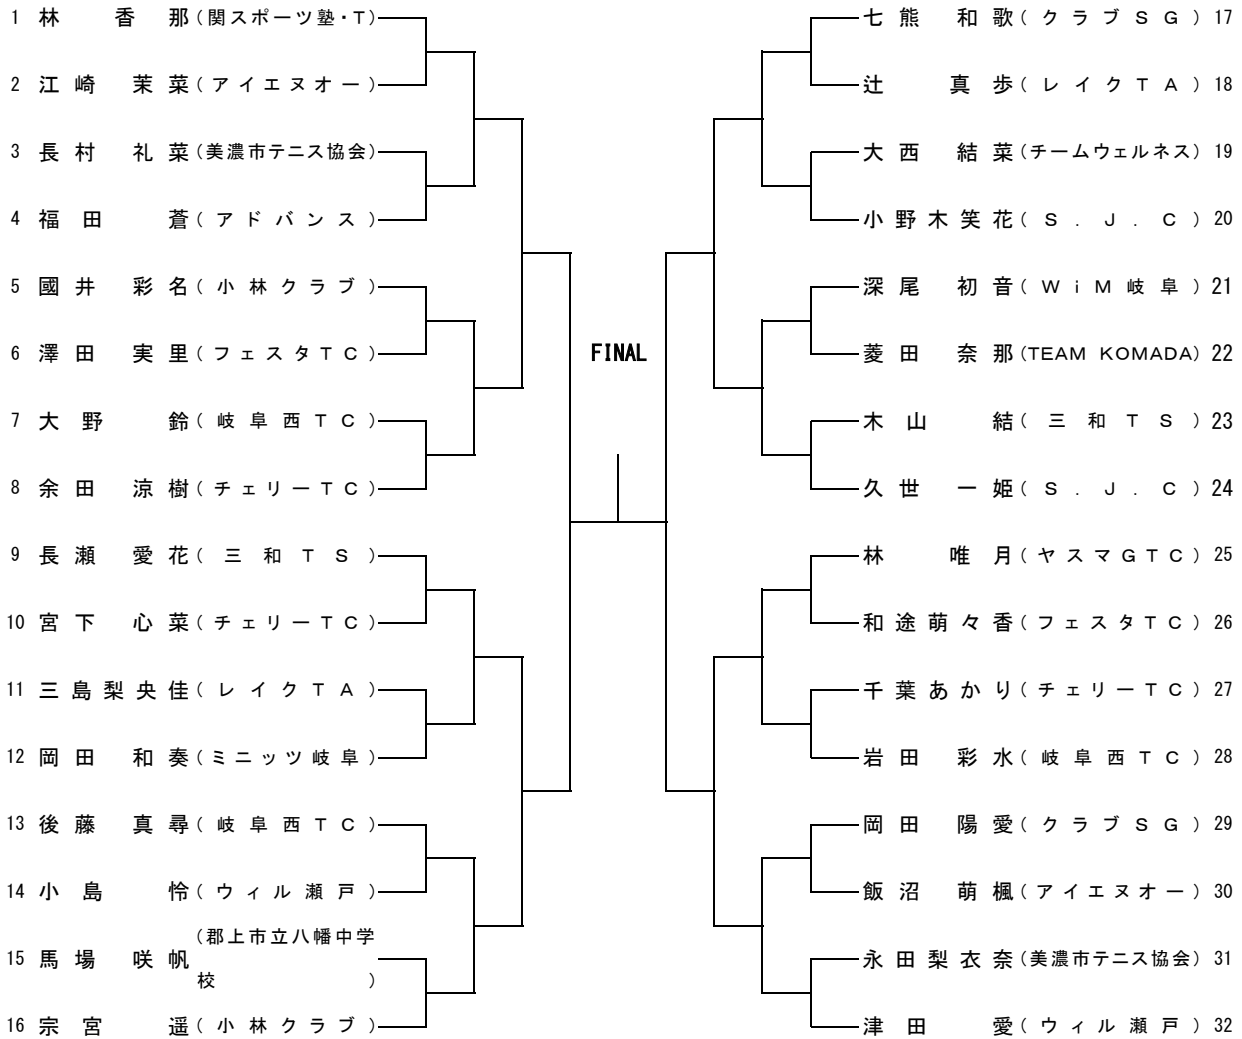 1 林 香 那 (関スポーツ塾・T)
2 江 崎 茉 菜 (アイエヌオー)
3 長 村 礼 菜 (美濃市テニス協会)
4 福 田 蒼 (アドバンス)
5 國 井 彩 名 (小林クラブ)
6 澤 田 実 里 (フェスタTC)
7 大 野 鈴 (岐阜西TC)
8 余 田 涼 樹 (チェリーTC)
9 長 瀬 愛 花 (三和TS)
10 宮 下 心 菜 (チェリーTC)
11 三 島 梨 央 佳 (レイクTA)
12 岡 田 和 奏 (ミニッツ岐阜)
13 後 藤 真 尋 (岐阜西TC)
14 小 島 怜 (ウィル瀬戸)
15 馬 場 咲 帆 (郡上市立八幡中学
校)
16 宗 宮 遥 (小林クラブ)
FINAL
七 熊 和 歌 (クラブSG) 17
辻 真 歩 (レイクTA) 18
大 西 結 菜 (チームウェルネス) 19
小 野 木 笑 花 (S.J.C) 20
深 尾 初 音 (WiM岐阜) 21
菱 田 奈 那 (TEAM KOMADA) 22
木 山 結 (三和TS) 23
久 世 一 姫 (S.J.C) 24
林 唯 月 (ヤスマGTC) 25
和 途 萌 々 香 (フェスタTC) 26
千 葉 あ か り (チェリーTC) 27
岩 田 彩 水 (岐阜西TC) 28
岡 田 陽 愛 (クラブSG) 29
飯 沼 萌 楓 (アイエヌオー) 30
永 田 梨 衣 奈 (美濃市テニス協会) 31
津 田 愛 (ウィル瀬戸) 32